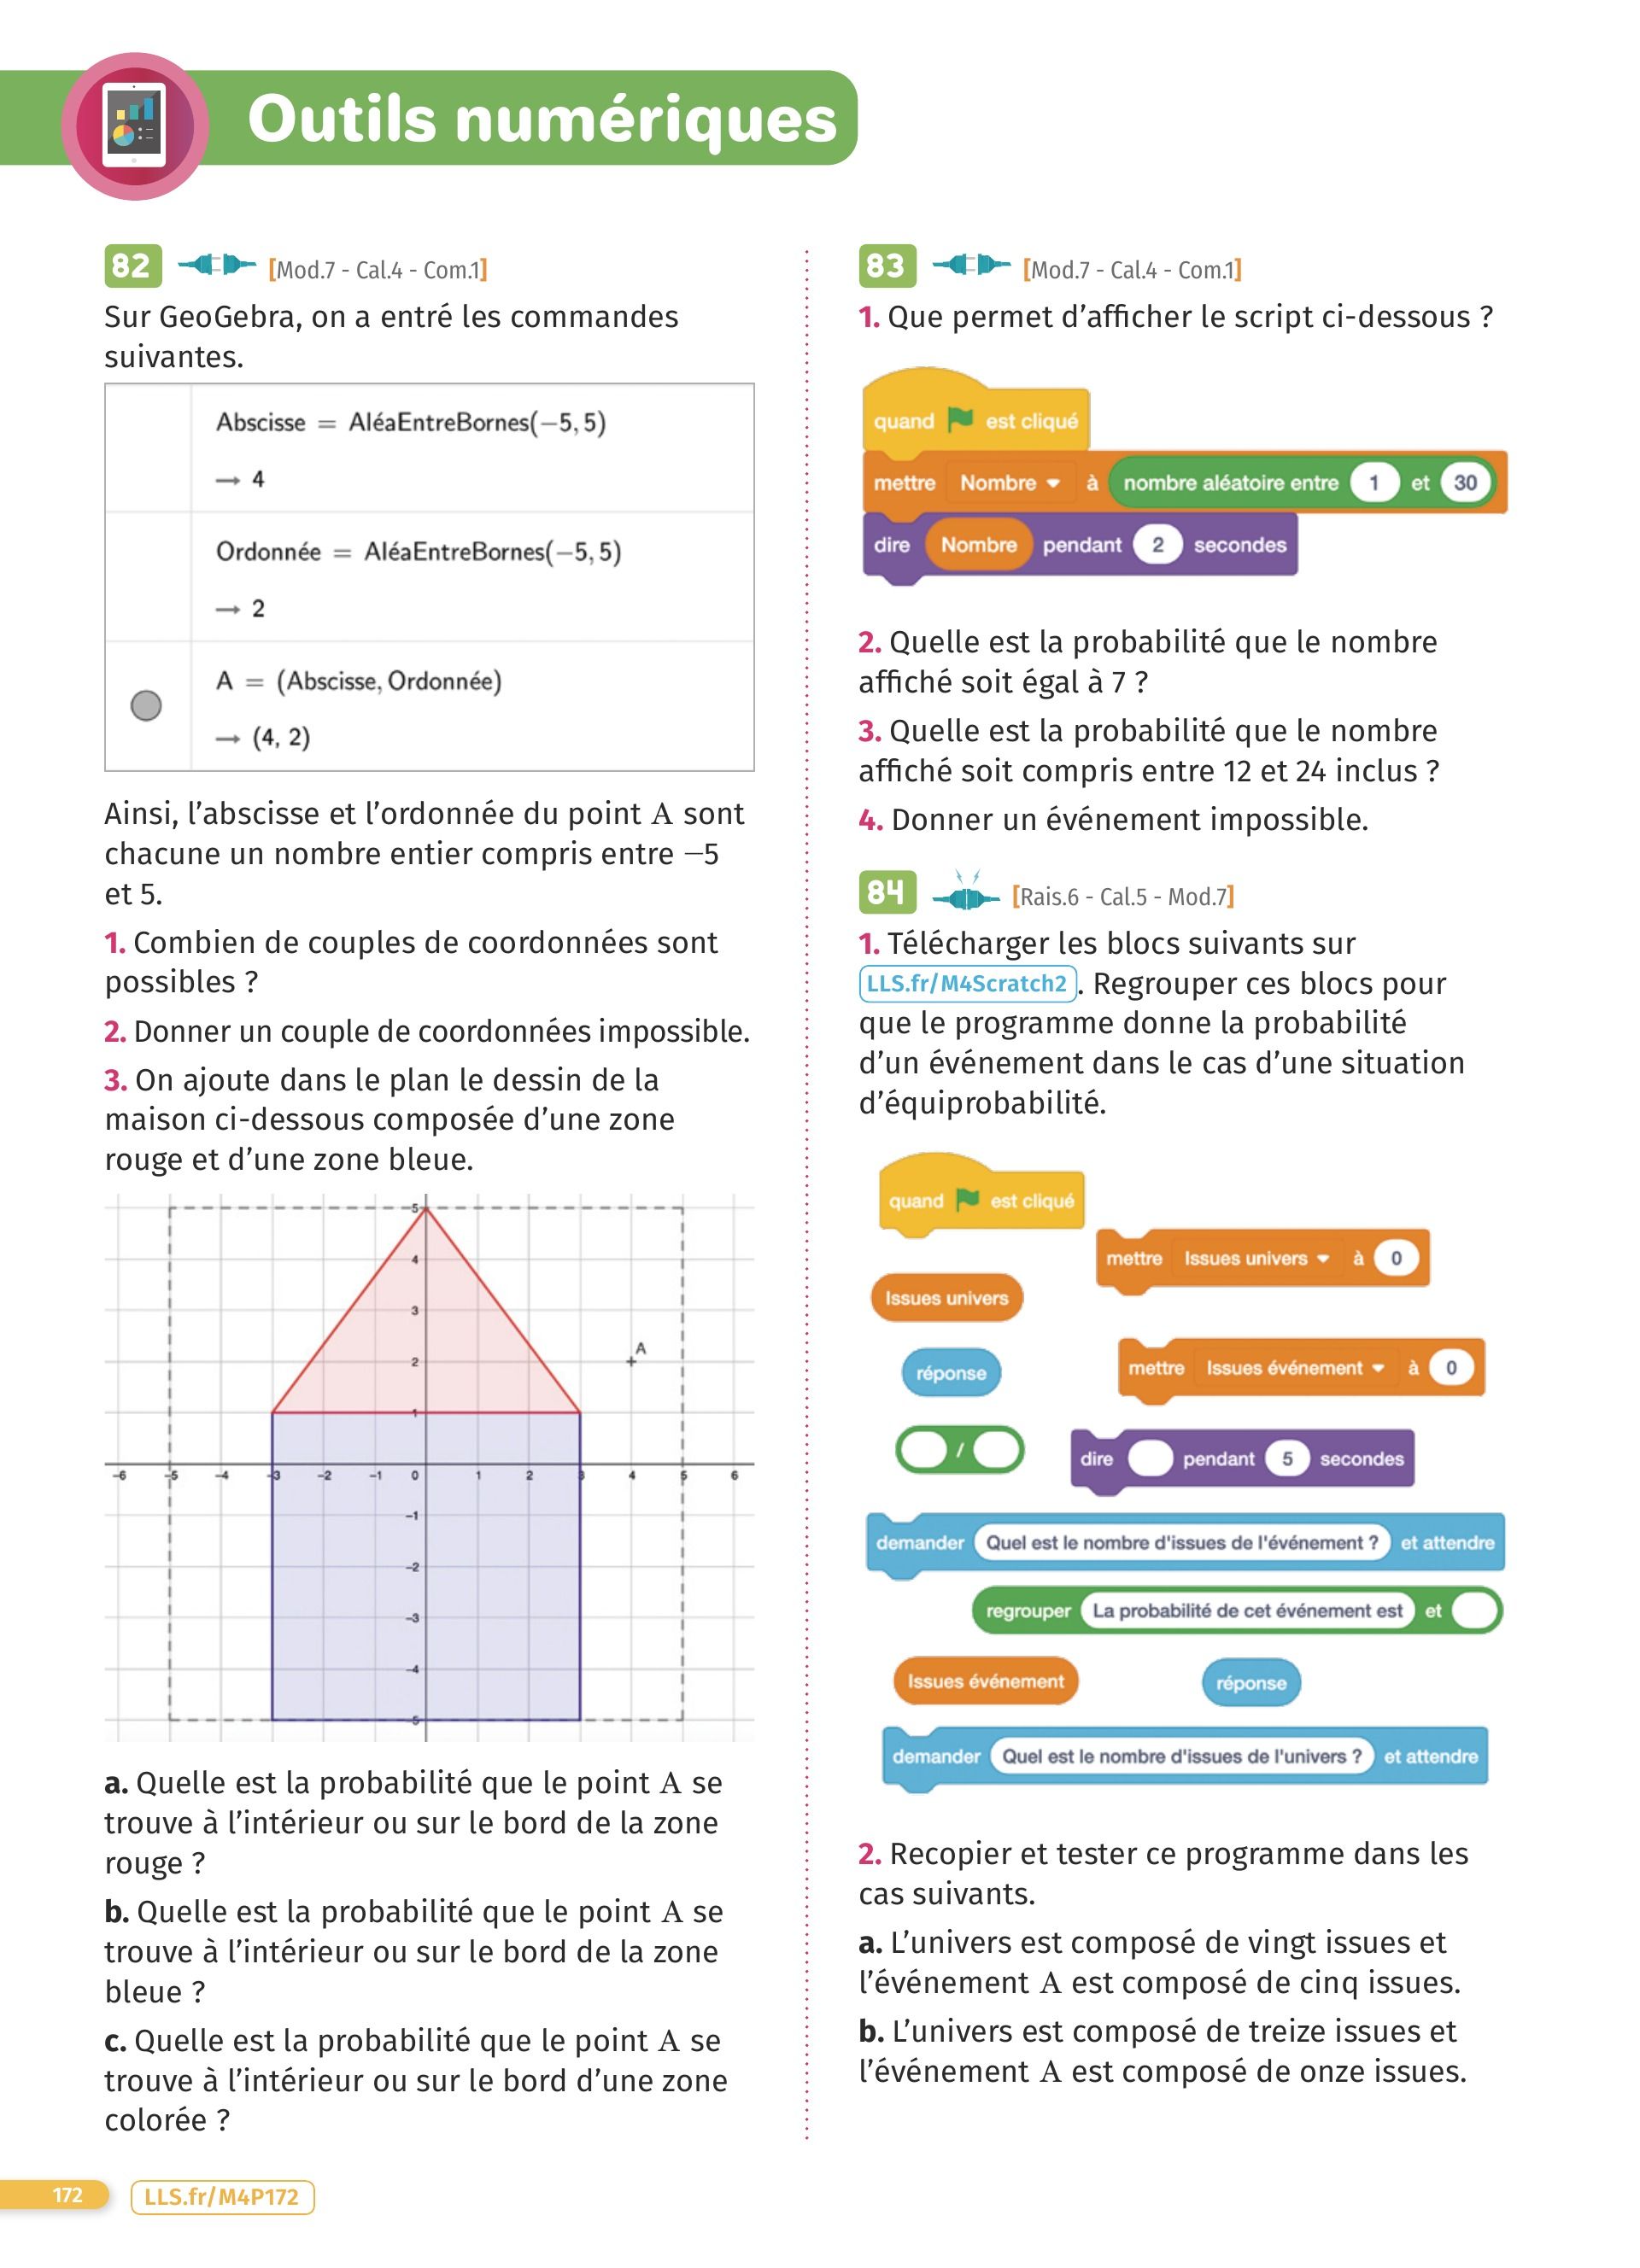 Outils numériques
82 [Mod.7 - Cal.4 - Com.1]
Sur GeoGebra, on a entré les commandes
suivantes.
Abscisse = AléaEntreBornes(−5, 5)
→ 4
Ordonnée = AléaEntreBornes(−5, 5)
→ 2
A = (Abscisse, Ordonnée)
→ (4, 2)
Ainsi, l’abscisse et l’ordonnée du point A sont
chacune un nombre entier compris entre −5
et 5.
1. Combien de couples de coordonnées sont
possibles ?
2. Donner un couple de coordonnées impossible.
3. On ajoute dans le plan le dessin de la
maison ci-dessous composée d’une zone
rouge et d’une zone bleue.
5
4
3
A
2
1
−6 −5 −4 −3 −2 −1 0 1 2 3 4 5 6
−1
−2
−3
−4
−5
a. Quelle est la probabilité que le point A se
trouve à l’intérieur ou sur le bord de la zone
rouge ?
b. Quelle est la probabilité que le point A se
trouve à l’intérieur ou sur le bord de la zone
bleue ?
c. Quelle est la probabilité que le point A se
trouve à l’intérieur ou sur le bord d’une zone
colorée ?
83 [Mod.7 - Cal.4 - Com.1]
1. Que permet d’afficher le script ci-dessous ?
quand est cliqué
mettre Nombre à nombre aléatoire entre 1 et 30
dire Nombre pendant 2 secondes
2. Quelle est la probabilité que le nombre
affiché soit égal à 7 ?
3. Quelle est la probabilité que le nombre
affiché soit compris entre 12 et 24 inclus ?
4. Donner un événement impossible.
84 [Rais.6 - Cal.5 - Mod.7]
1. Télécharger les blocs suivants sur
LLS.fr/M4Scratch2 . Regrouper ces blocs pour
que le programme donne la probabilité
d’un événement dans le cas d’une situation
d’équiprobabilité.
quand est cliqué
mettre Issues univers à 0
Issues univers
réponse
mettre Issues événement à 0
/
dire pendant 5 secondes
demander Quel est le nombre d'issues de l'événement ? et attendre
regrouper La probabilité de cet événement est et
Issues événement
réponse
demander Quel est le nombre d'issues de l'univers ? et attendre
2. Recopier et tester ce programme dans les
cas suivants.
a. L’univers est composé de vingt issues et
l’événement A est composé de cinq issues.
b. L’univers est composé de treize issues et
l’événement A est composé de onze issues.
172 LLS.fr/M4P172